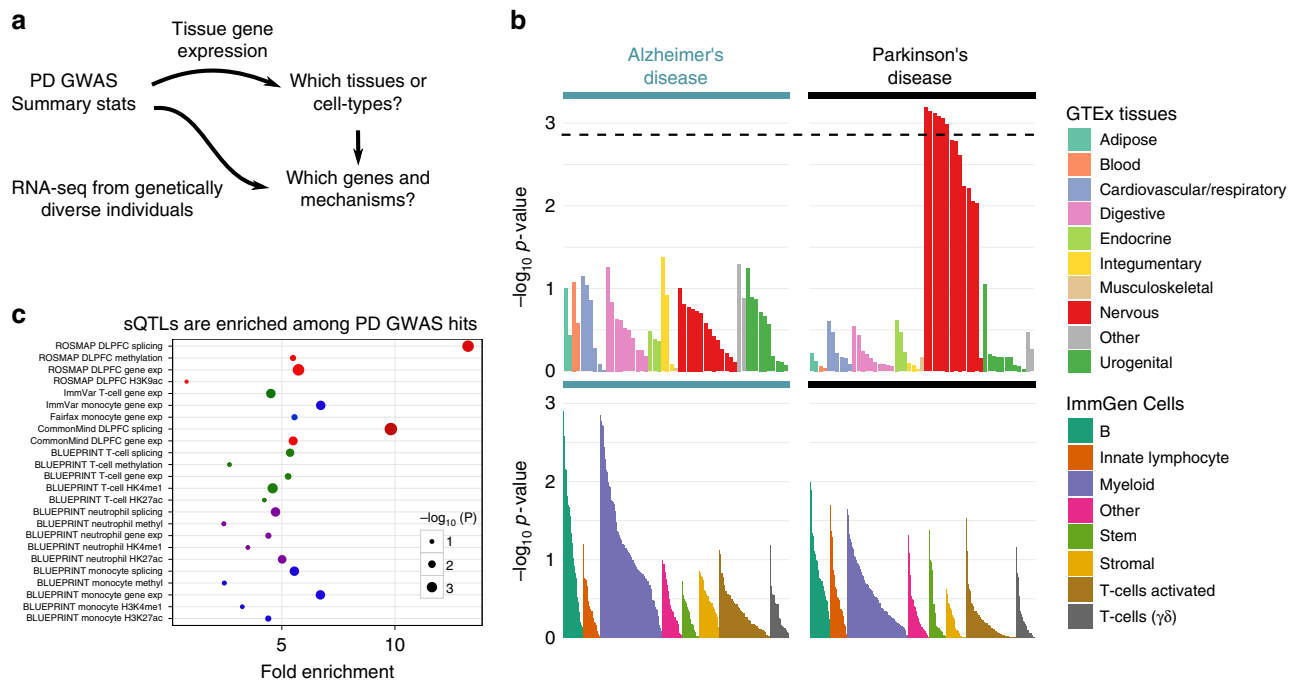 a
Tissue gene
expression
PD GWAS
Summary stats
Which tissues or
cell-types?
RNA-seq from genetically
diverse individuals
Which genes and
mechanisms?
b
Alzheimer's
disease
Parkinson's
disease
3
2
1
0
–log10 p-value
3
2
1
0
–log10 p-value
GTEx tissues
Adipose
Blood
Cardiovascular/respiratory
Digestive
Endocrine
Integumentary
Musculoskeletal
Nervous
Other
Urogenital
ImmGen Cells
B
Innate lymphocyte
Myeloid
Other
Stem
Stromal
T-cells activated
T-cells (γδ)
c
sQTLs are enriched among PD GWAS hits
ROSMAP DLPFC splicing
ROSMAP DLPFC methylation
ROSMAP DLPFC gene exp
ROSMAP DLPFC H3K9ac
ImmVar T-cell gene exp
ImmVar monocyte gene exp
Fairfax monocyte gene exp
CommonMind DLPFC splicing
CommonMind DLPFC gene exp
BLUEPRINT T-cell splicing
BLUEPRINT T-cell methylation
BLUEPRINT T-cell gene exp
BLUEPRINT T-cell HK4me1
BLUEPRINT T-cell HK27ac
BLUEPRINT neutrophil splicing
BLUEPRINT neutrophil methyl
BLUEPRINT neutrophil gene exp
BLUEPRINT neutrophil HK4me1
BLUEPRINT neutrophil HK27ac
BLUEPRINT monocyte splicing
BLUEPRINT monocyte methyl
BLUEPRINT monocyte gene exp
BLUEPRINT monocyte H3K4me1
BLUEPRINT monocyte H3K27ac
–log10 (P)
1
2
3
5 10
Fold enrichment